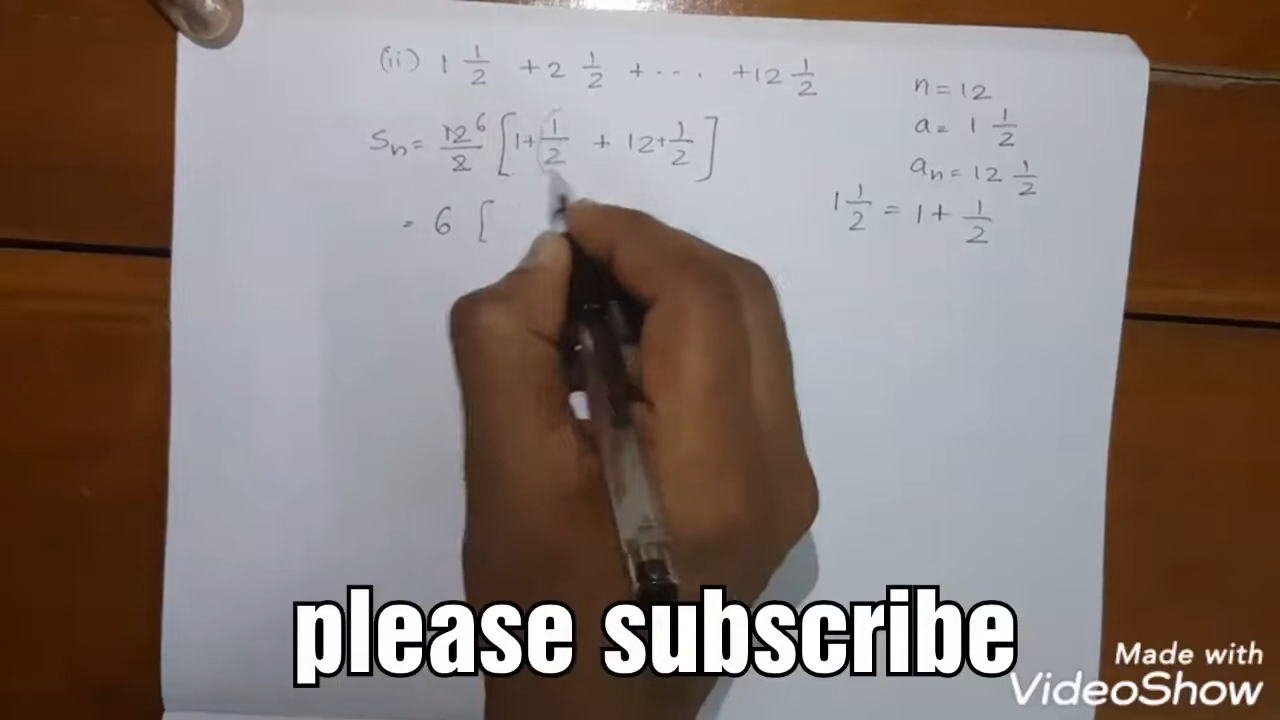 (ii) 1 1/2 + 2 1/2 + ... + 12 1/2
n = 12
a = 1 1/2
Sn = 12/2 6 [1 + 1/2 + 12 + 1/2]
an = 12 1/2
1 1/2 = 1 + 1/2
= 6 [
please subscribe
Made with
VideoShow